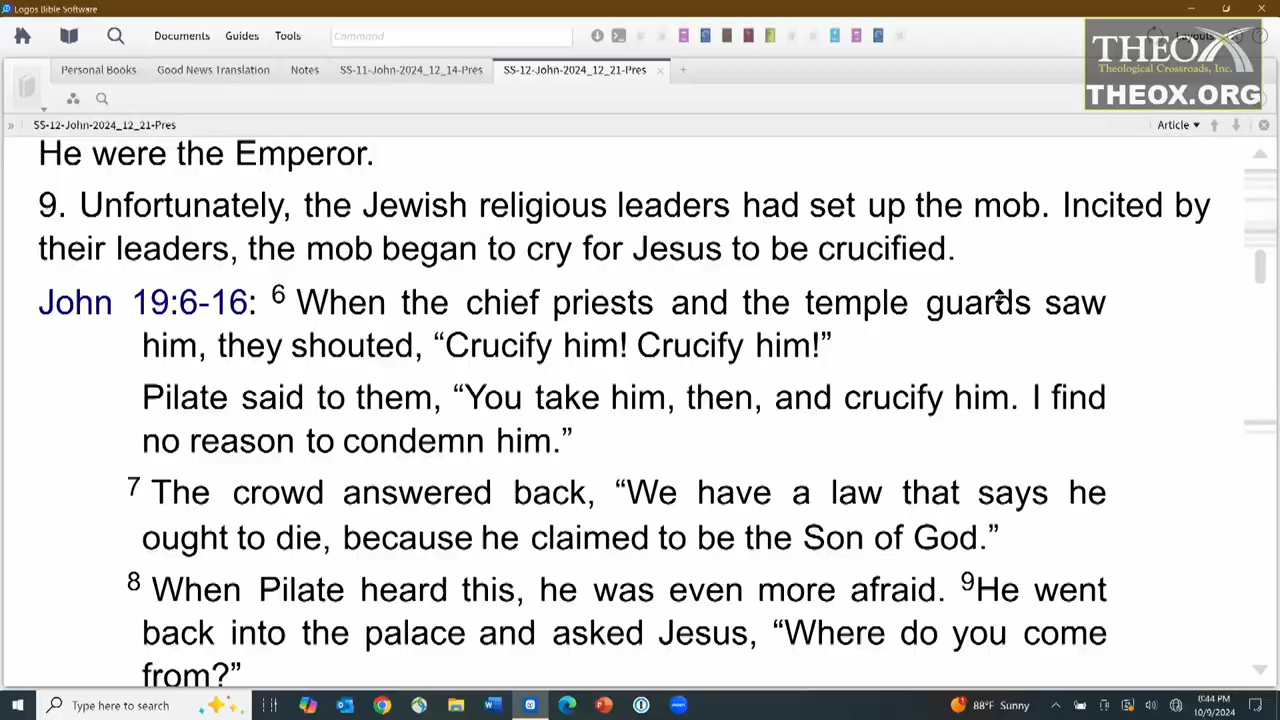 Logos Bible Software
Documents Guides Tools Command
THEOX
Theological Crossroads, Inc.
THEOX.ORG
Personal Books Good News Translation Notes SS-11-John-2024_12_1 SS-12-John-2024_12_21-Pres × +
» SS-12-John-2024_12_21-Pres Article
He were the Emperor.
9. Unfortunately, the Jewish religious leaders had set up the mob. Incited by
their leaders, the mob began to cry for Jesus to be crucified.
John 19:6-16: 6 When the chief priests and the temple guards saw
him, they shouted, “Crucify him! Crucify him!”
Pilate said to them, “You take him, then, and crucify him. I find
no reason to condemn him.”
7 The crowd answered back, “We have a law that says he
ought to die, because he claimed to be the Son of God.”
8 When Pilate heard this, he was even more afraid. 9He went
back into the palace and asked Jesus, “Where do you come
from?”
Type here to search 88°F Sunny 8:44 PM
10/9/2024